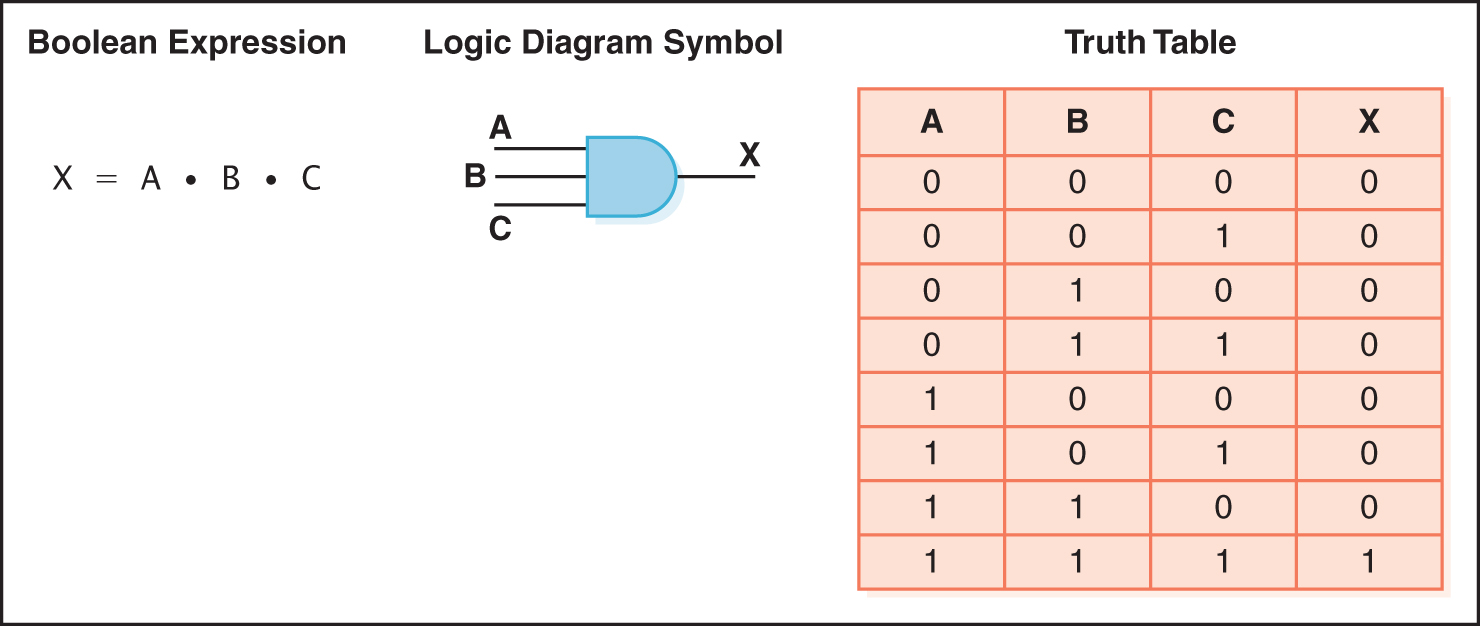 Boolean Expression
Logic Diagram Symbol
Truth Table
X = A • B • C
A
B
C
X
A B C X
0 0 0 0
0 0 1 0
0 1 0 0
0 1 1 0
1 0 0 0
1 0 1 0
1 1 0 0
1 1 1 1